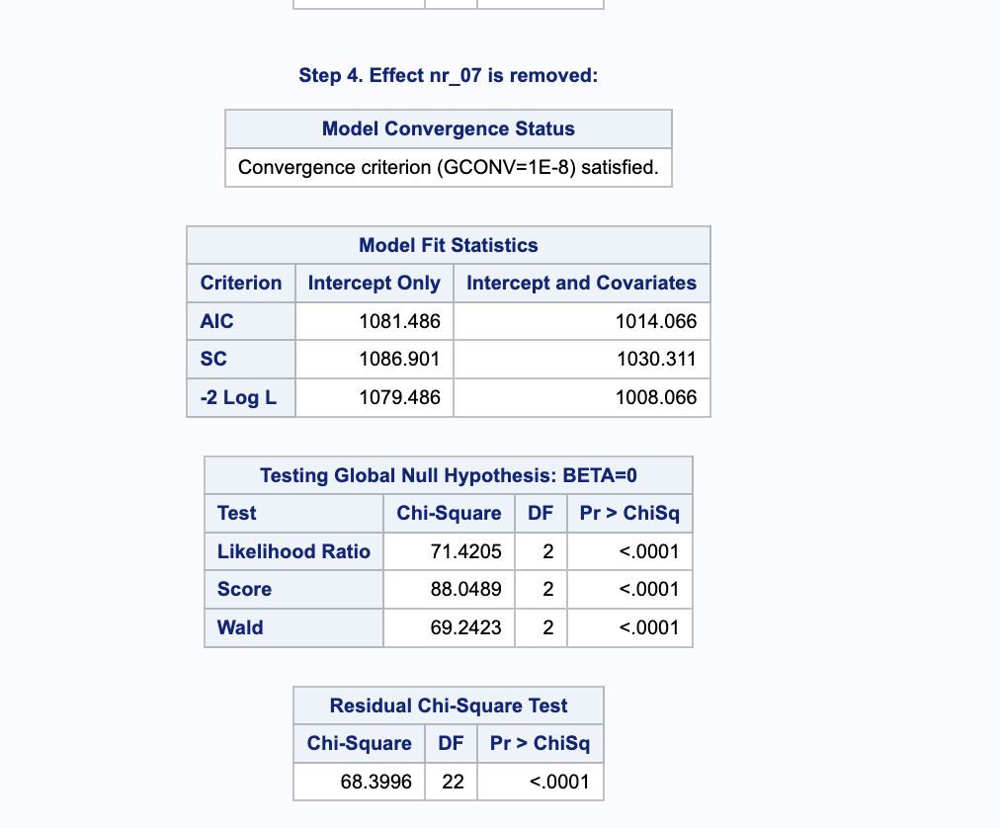 Step 4. Effect nr_07 is removed:
Model Convergence Status
Convergence criterion (GCONV=1E-8) satisfied.
Model Fit Statistics
Criterion Intercept Only Intercept and Covariates
AIC 1081.486 1014.066
SC 1086.901 1030.311
-2 Log L 1079.486 1008.066
Testing Global Null Hypothesis: BETA=0
Test Chi-Square DF Pr > ChiSq
Likelihood Ratio 71.4205 2 <.0001
Score 88.0489 2 <.0001
Wald 69.2423 2 <.0001
Residual Chi-Square Test
Chi-Square DF Pr > ChiSq
68.3996 22 <.0001